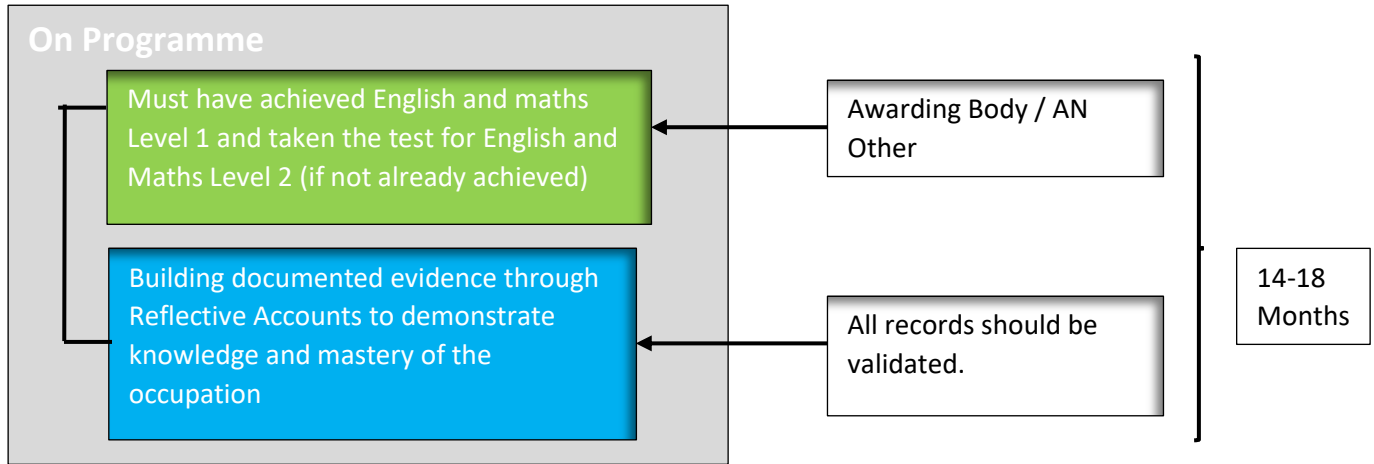 On Programme
Must have achieved English and maths
Level 1 and taken the test for English and
Maths Level 2 (if not already achieved)
Awarding Body / AN
Other
Building documented evidence through
Reflective Accounts to demonstrate
knowledge and mastery of the
occupation
All records should be
validated.
14-18
Months